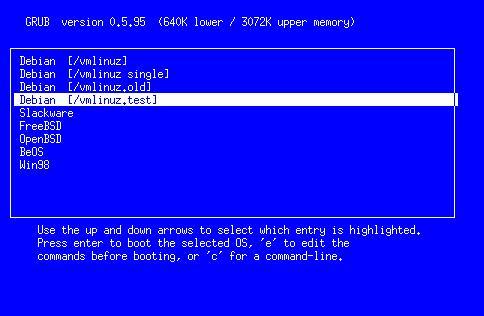 GRUB version 0.5.95 (640K lower / 3072K upper memory)
Debian [/vmlinuz]
Debian [/vmlinuz single]
Debian [/vmlinuz.old]
Debian [/vmlinuz.test]
Slackware
FreeBSD
OpenBSD
BeOS
Win98
Use the up and down arrows to select which entry is highlighted.
Press enter to boot the selected OS, 'e' to edit the
commands before booting, or 'c' for a command-line.